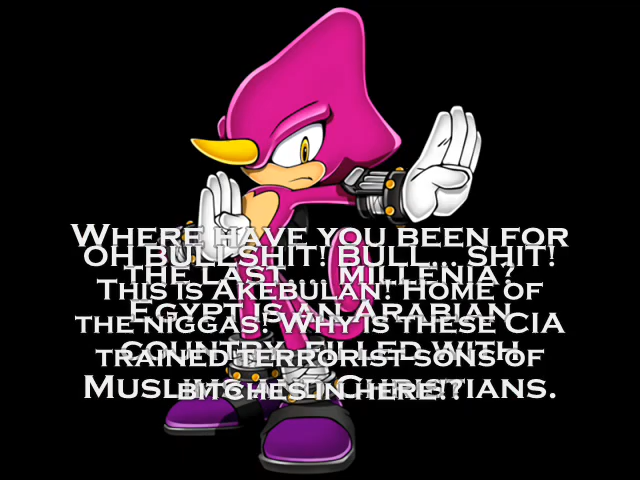 Where have you been for
the last ... millenia?
Egypt is an Arabian
country, filled with
Muslims and Christians.
Oh bullshit! Bull... shit!
This is Akebulan! Home of
the niggas! Why is these CIA
trained terrorist sons of
bitches in here!?